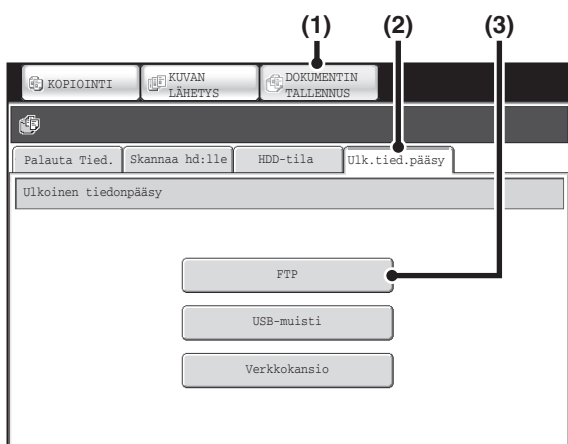 (1) (2) (3)
KOPIOINTI
KUVAN
LÄHETYS
DOKUMENTIN
TALLENNUS
Palauta Tied. Skannaa hd:lle HDD-tila Ulk.tied.pääsy
Ulkoinen tiedonpääsy
FTP
USB-muisti
Verkkokansio